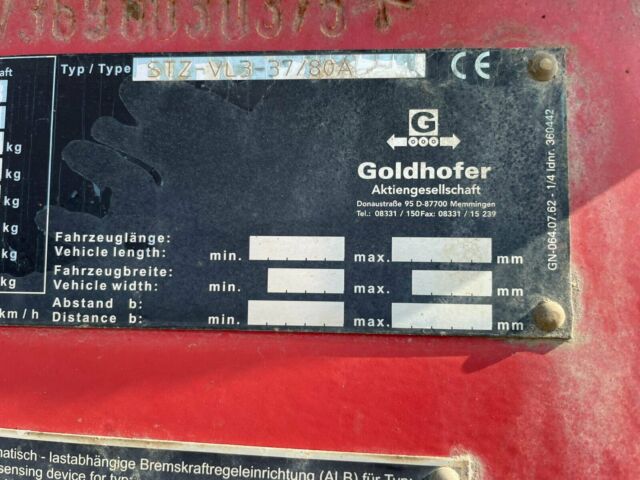 Typ / Type STZ-VL3-37/80A CE
kg
G
Goldhofer
Aktiengesellschaft
Donaustraße 95 D-87700 Memmingen
Tel.: 08331 / 150 Fax: 08331 / 15 239
kg
kg
kg
kg
kg
km/h
Fahrzeuglänge:
Vehicle length: min. max. mm
Fahrzeugbreite:
Vehicle width: min. max. mm
Abstand b:
Distance b: min. max. mm
GN-064.07.62 - 1/4 Idnr. 360442
matisch - lastabhängige Bremskraftregeleinrichtung (ALB) für
sensing device for